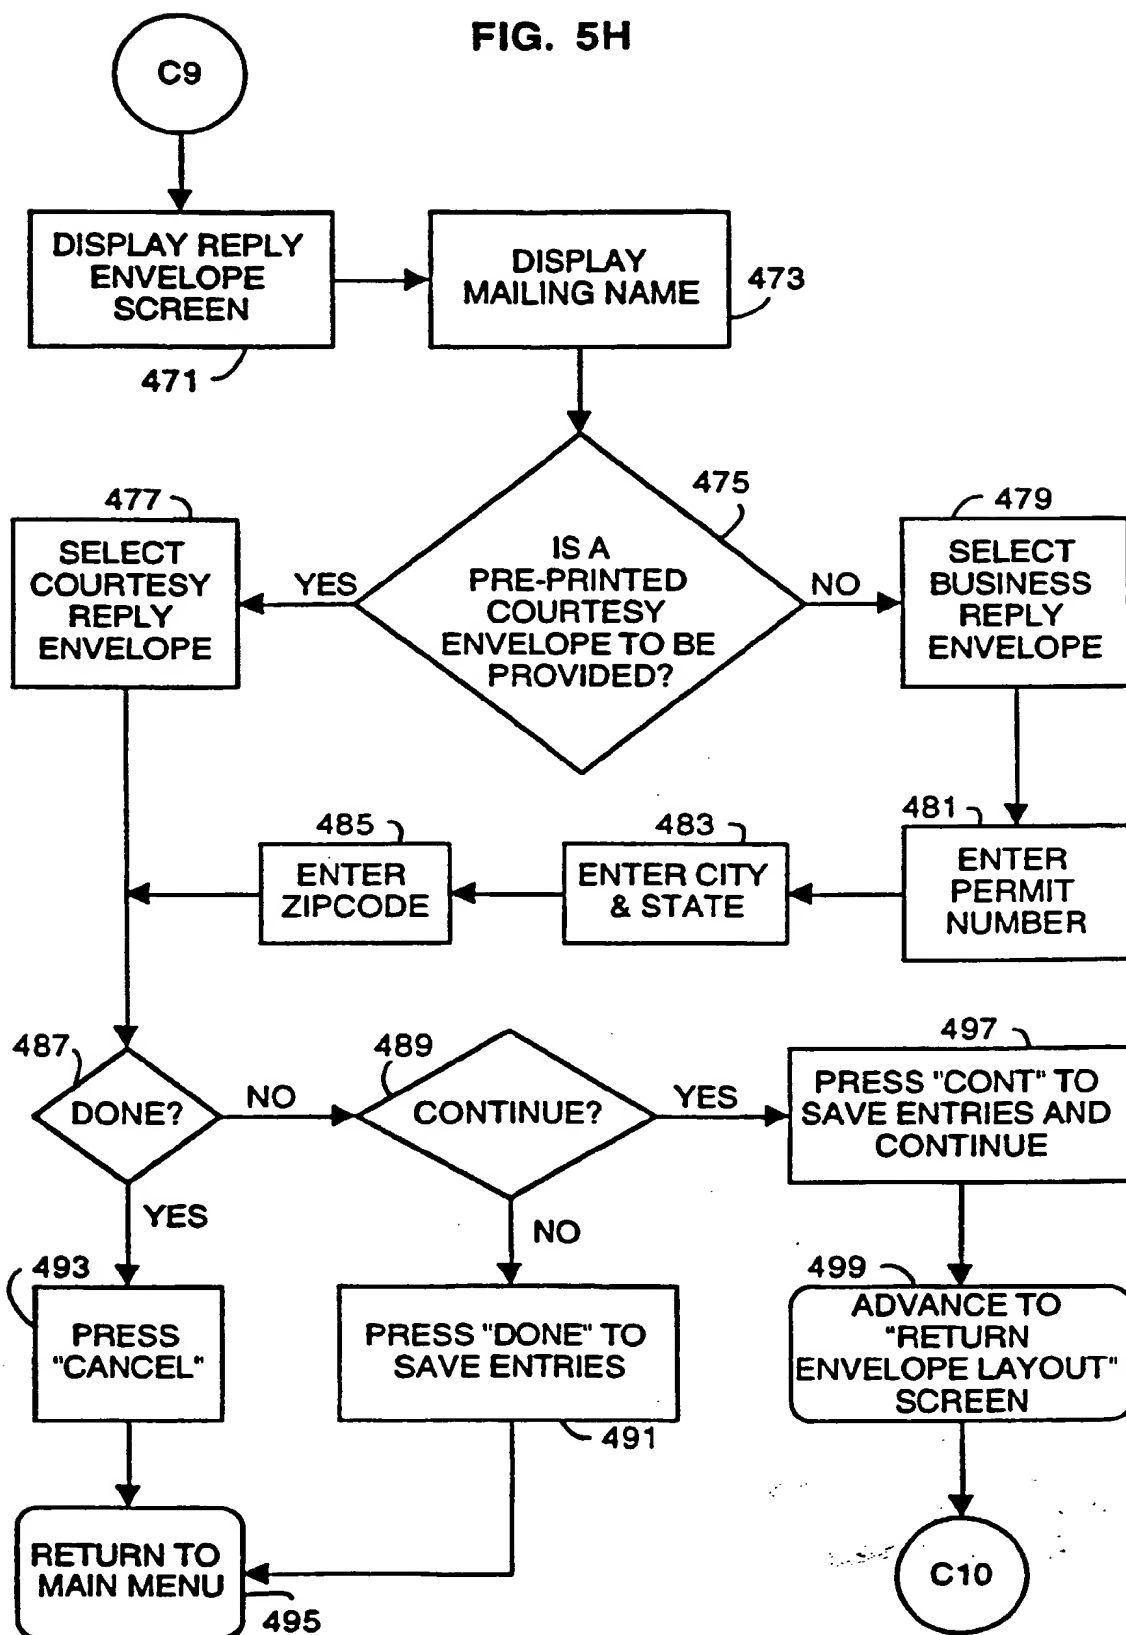 FIG. 5H
C9
DISPLAY REPLY
ENVELOPE
SCREEN
471
DISPLAY
MAILING NAME
473
475
IS A
PRE-PRINTED
COURTESY
ENVELOPE TO BE
PROVIDED?
YES
NO
477
SELECT
COURTESY
REPLY
ENVELOPE
479
SELECT
BUSINESS
REPLY
ENVELOPE
481
ENTER
PERMIT
NUMBER
483
ENTER CITY
& STATE
485
ENTER
ZIPCODE
487
DONE?
NO
YES
489
CONTINUE?
YES
NO
497
PRESS "CONT" TO
SAVE ENTRIES AND
CONTINUE
493
PRESS
"CANCEL"
PRESS "DONE" TO
SAVE ENTRIES
491
499
ADVANCE TO
"RETURN
ENVELOPE LAYOUT"
SCREEN
RETURN TO
MAIN MENU
495
C10